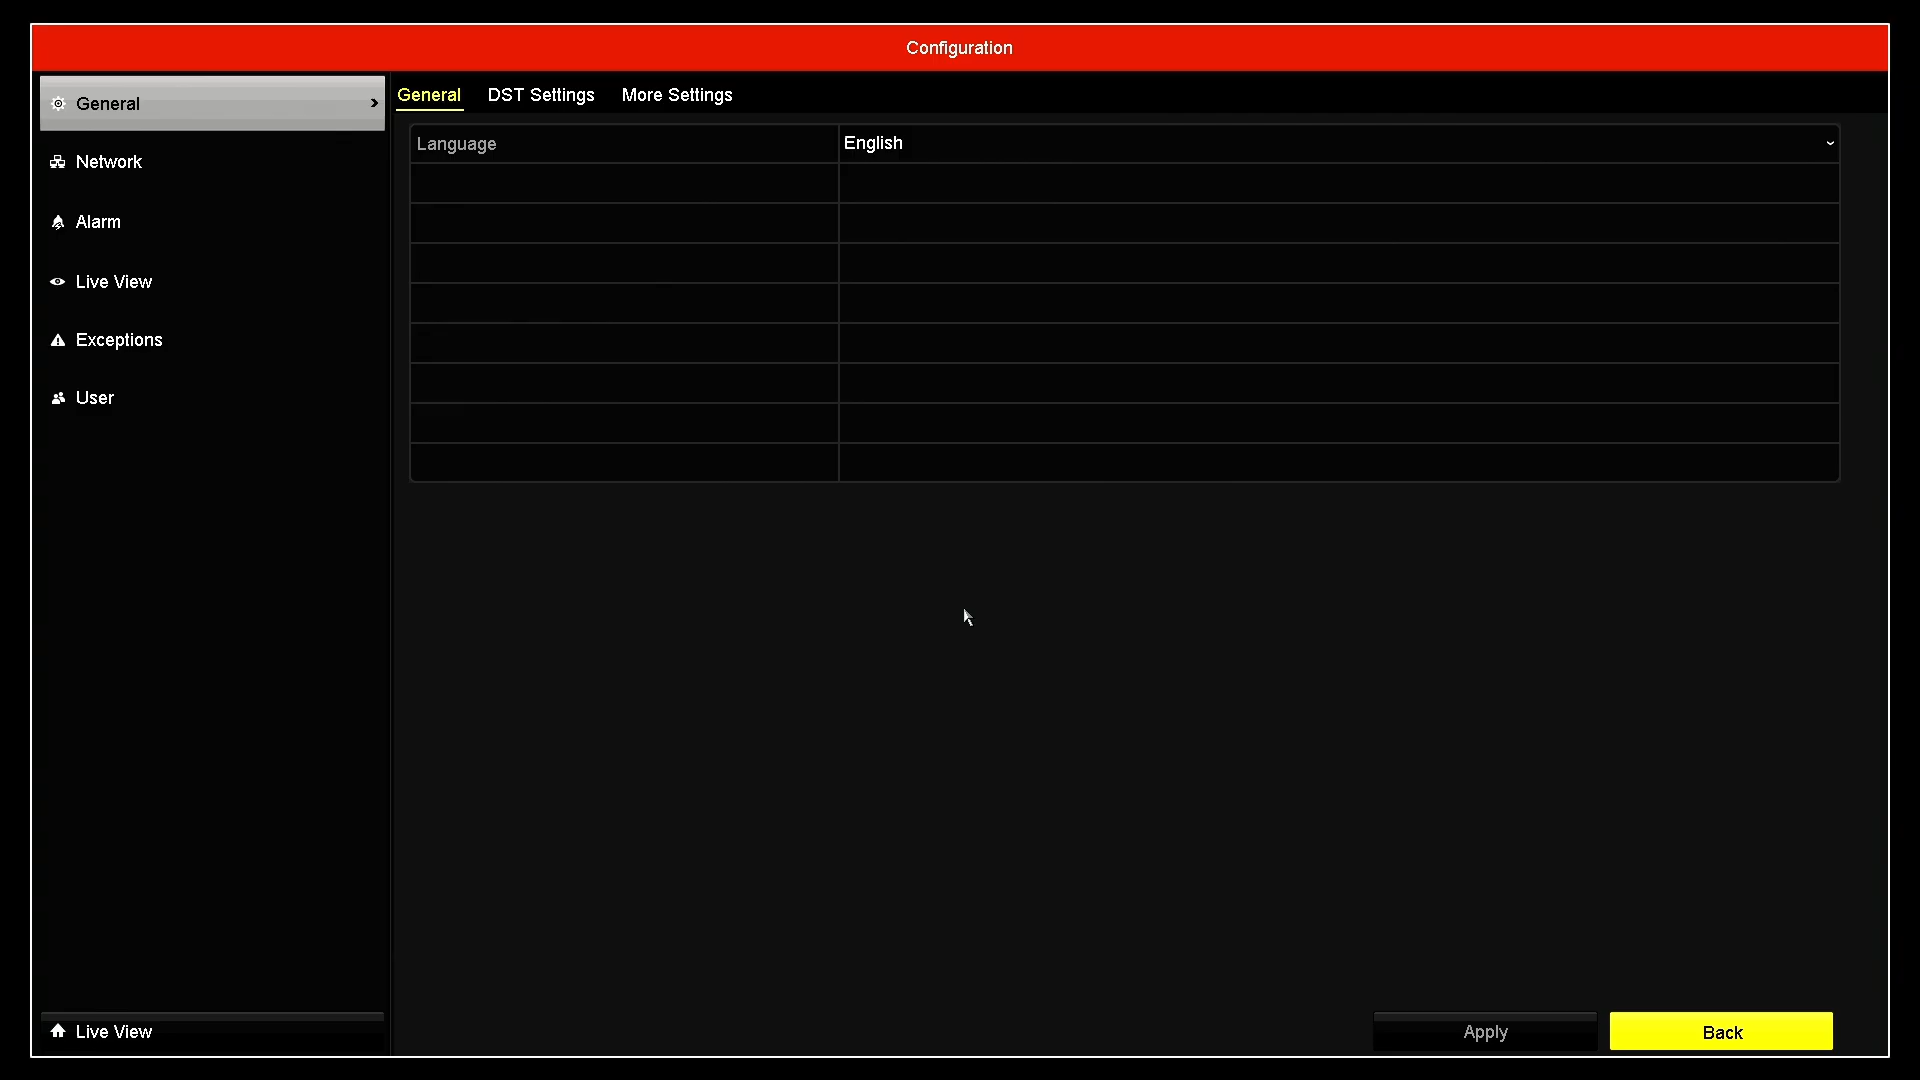 Configuration
General
Network
Alarm
Live View
Exceptions
User
Live View
General DST Settings More Settings
Language English
Apply Back